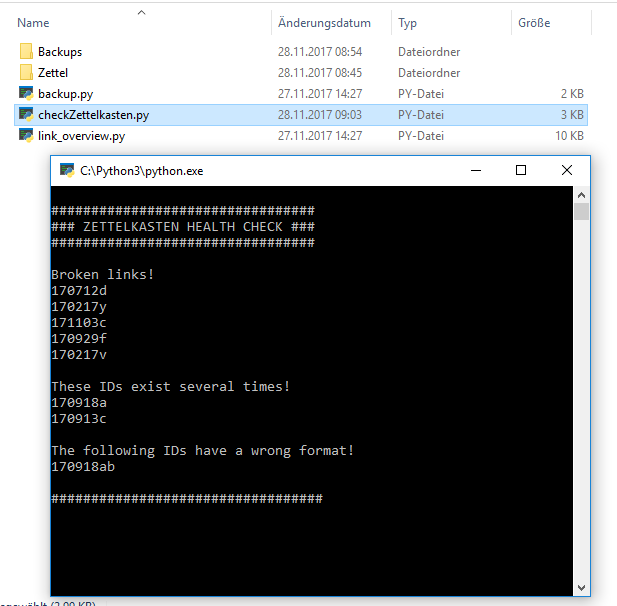 Name Änderungsdatum Typ Größe
Backups 28.11.2017 08:54 Dateiordner
Zettel 28.11.2017 08:45 Dateiordner
backup.py 27.11.2017 14:27 PY-Datei 2 KB
checkZettelkasten.py 28.11.2017 09:03 PY-Datei 3 KB
link_overview.py 27.11.2017 14:27 PY-Datei 10 KB
C:\Python3\python.exe
#################################
### ZETTELKASTEN HEALTH CHECK ###
#################################
Broken links!
170712d
170217y
171103c
170929f
170217v
These IDs exist several times!
170918a
170913c
The following IDs have a wrong format!
170918ab
##################################